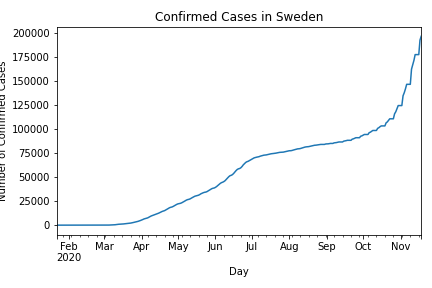 Confirmed Cases in Sweden
200000
175000
150000
125000
100000
75000
50000
25000
0
Number of Confirmed Cases
Feb Mar Apr May Jun Jul Aug Sep Oct Nov
2020
Day